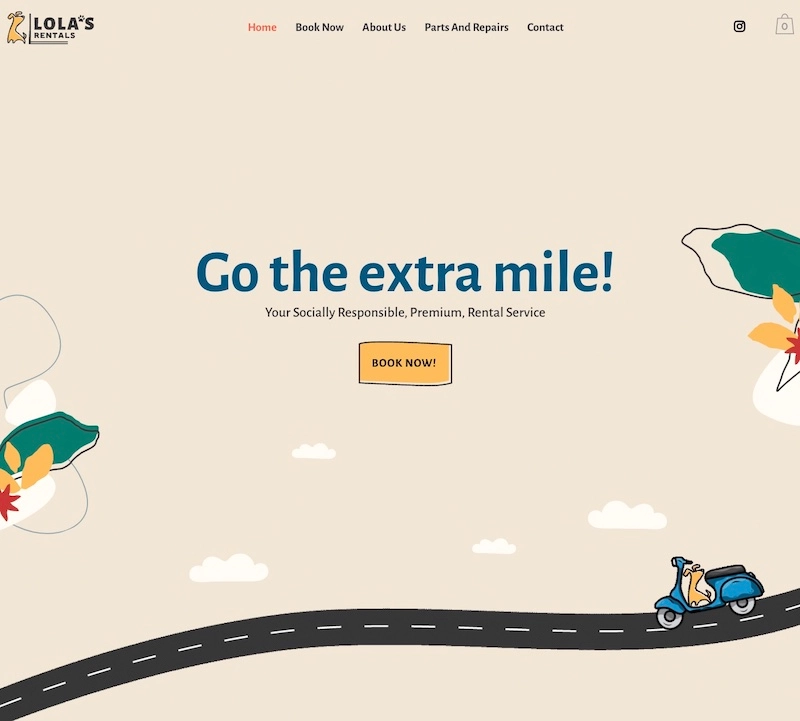 LOLA'S
RENTALS
Home Book Now About Us Parts And Repairs Contact
0
Go the extra mile!
Your Socially Responsible, Premium, Rental Service
BOOK NOW!